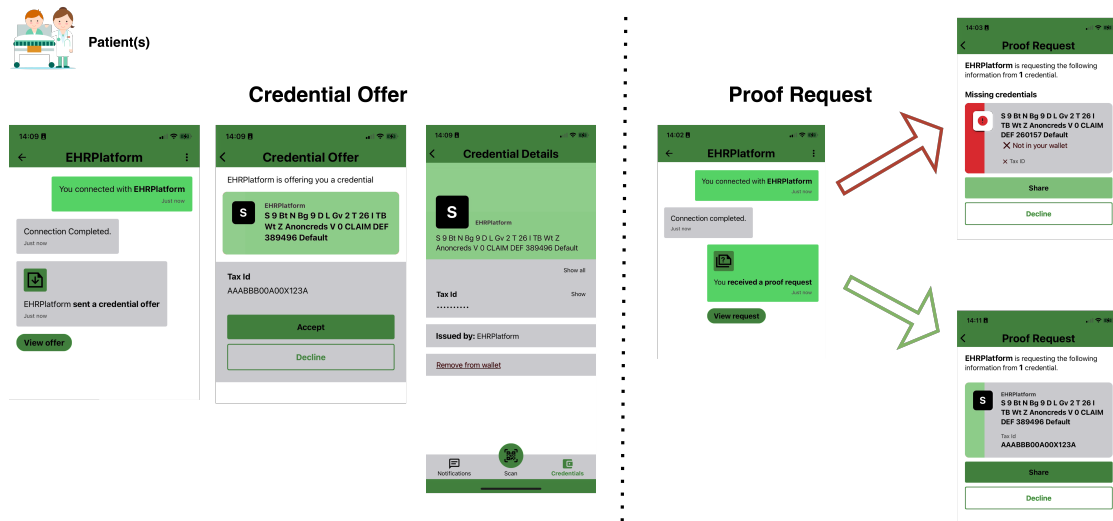 Patient(s)
Credential Offer
14:09
EHRPlatform
You connected with EHRPlatform
Just now
Connection Completed.
Just now
EHRPlatform sent a credential offer
Just now
View offer
14:09
Credential Offer
EHRPlatform is offering you a credential
S
EHRPlatform
S 9 Bt N Bg 9 D L Gv 2 T 26 I TB
Wt Z Anoncreds V 0 CLAIM DEF
389496 Default
Tax Id
AAABBB00A00X123A
Accept
Decline
14:09
Credential Details
S
EHRPlatform
S 9 Bt N Bg 9 D L Gv 2 T 26 I TB Wt Z
Anoncreds V 0 CLAIM DEF 389496 Default
Show all
Tax Id
Show
••••••••••
Issued by: EHRPlatform
Remove from wallet
Notifications
Scan
Credentials
Proof Request
14:02
EHRPlatform
You connected with EHRPlatform
Just now
Connection completed.
Just now
You received a proof request
Just now
View request
14:03
Proof Request
EHRPlatform is requesting the following
information from 1 credential.
Missing credentials
S 9 Bt N Bg 9 D L Gv 2 T 26 I
TB Wt Z Anoncreds V 0 CLAIM
DEF 260157 Default
Not in your wallet
Tax ID
Share
Decline
14:11
Proof Request
EHRPlatform is requesting the following
information from 1 credential.
S
EHRPlatform
S 9 Bt N Bg 9 D L Gv 2 T 26 I
TB Wt Z Anoncreds V 0 CLAIM
DEF 389496 Default
Tax Id
AAABBB00A00X123A
Share
Decline